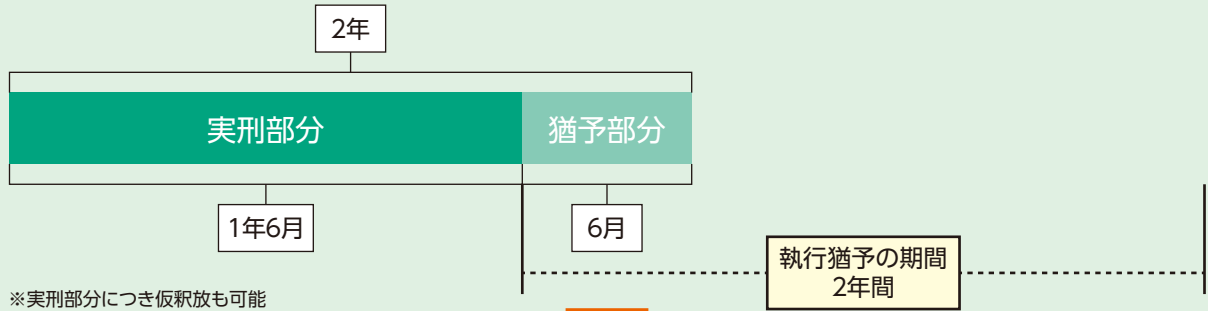 2年
実刑部分
猶予部分
1年6月
6月
執行猶予の期間
2年間
※実刑部分につき仮釈放も可能